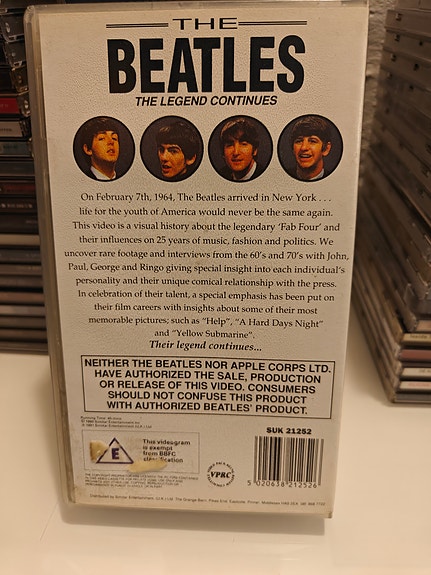 THE
BEATLES
THE LEGEND CONTINUES
On February 7th, 1964, The Beatles arrived in New York . . .
life for the youth of America would never be the same again.
This video is a visual history about the legendary 'Fab Four' and
their influences on 25 years of music, fashion and politics. We
uncover rare footage and interviews from the 60's and 70's with John,
Paul, George and Ringo giving special insight into each individual's
personality and their unique comical relationship with the press.
In celebration of their talent, a special emphasis has been put on
their film careers with insights about some of their most
memorable pictures; such as "Help", "A Hard Days Night"
and "Yellow Submarine".
Their legend continues...
NEITHER THE BEATLES NOR APPLE CORPS LTD.
HAVE AUTHORIZED THE SALE, PRODUCTION
OR RELEASE OF THIS VIDEO. CONSUMERS
SHOULD NOT CONFUSE THIS PRODUCT
WITH AUTHORIZED BEATLES' PRODUCT.
SUK 21252
E
This videogram
is exempt
from BBFC
classification
VPRC
5 020638 212526